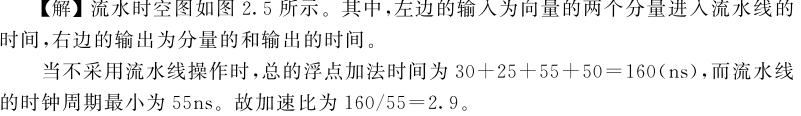 【解】流水时空图如图 2.5 所示。其中,左边的输入为向量的两个分量进入流水线的
时间,右边的输出为分量的和输出的时间。
当不采用流水线操作时,总的浮点加法时间为 30+25+55+50=160(ns),而流水线
的时钟周期最小为 55ns。故加速比为 160/55=2.9。